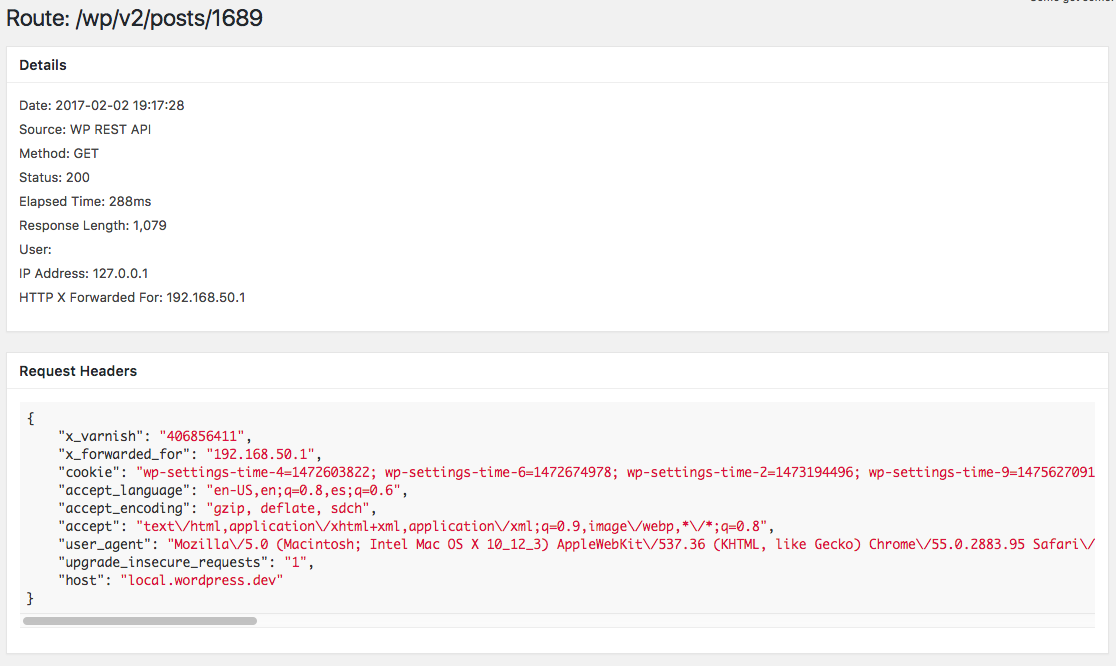 Route: /wp/v2/posts/1689
Details
Date: 2017-02-02 19:17:28
Source: WP REST API
Method: GET
Status: 200
Elapsed Time: 288ms
Response Length: 1,079
User:
IP Address: 127.0.0.1
HTTP X Forwarded For: 192.168.50.1
Request Headers
{
    "x_varnish": "406856411",
    "x_forwarded_for": "192.168.50.1",
    "cookie": "wp-settings-time-4=1472603822; wp-settings-time-6=1472674978; wp-settings-time-2=1473194496; wp-settings-time-9=1475627091
    "accept_language": "en-US,en;q=0.8,es;q=0.6",
    "accept_encoding": "gzip, deflate, sdch",
    "accept": "text\/html,application\/xhtml+xml,application\/xml;q=0.9,image\/webp,*\/*;q=0.8",
    "user_agent": "Mozilla\/5.0 (Macintosh; Intel Mac OS X 10_12_3) AppleWebKit\/537.36 (KHTML, like Gecko) Chrome\/55.0.2883.95 Safari\/
    "upgrade_insecure_requests": "1",
    "host": "local.wordpress.dev"
}